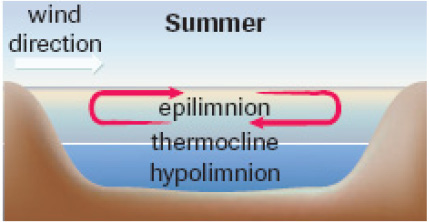 wind
direction
Summer
epilimnion
thermocline
hypolimnion